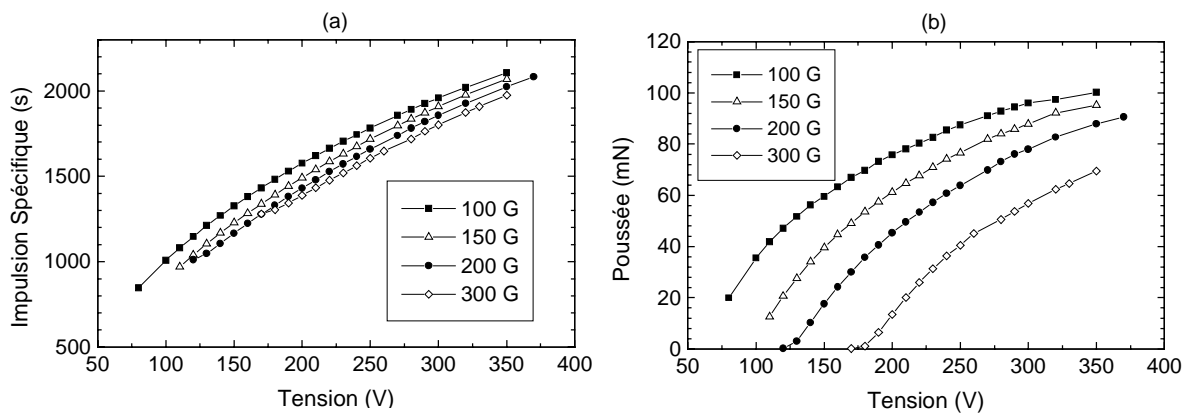 (a)
Impulsion Spécifique (s)
2000
1500
1000
500
50 100 150 200 250 300 350 400
Tension (V)
100 G
150 G
200 G
300 G
(b)
Poussée (mN)
120
100
80
60
40
20
0
50 100 150 200 250 300 350 400
Tension (V)
100 G
150 G
200 G
300 G